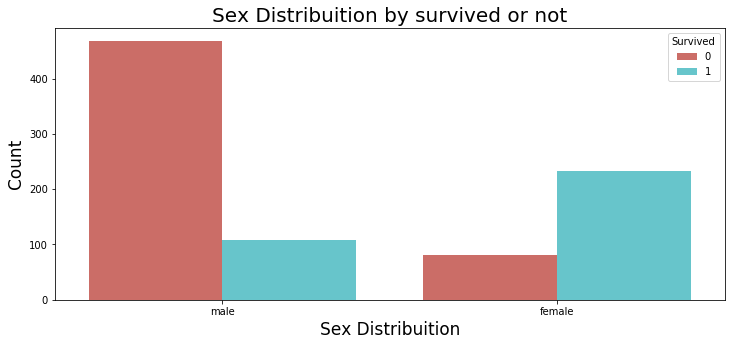 Sex Distribuition by survived or not
Survived
0
1
400
300
200
100
0
Count
male
female
Sex Distribuition